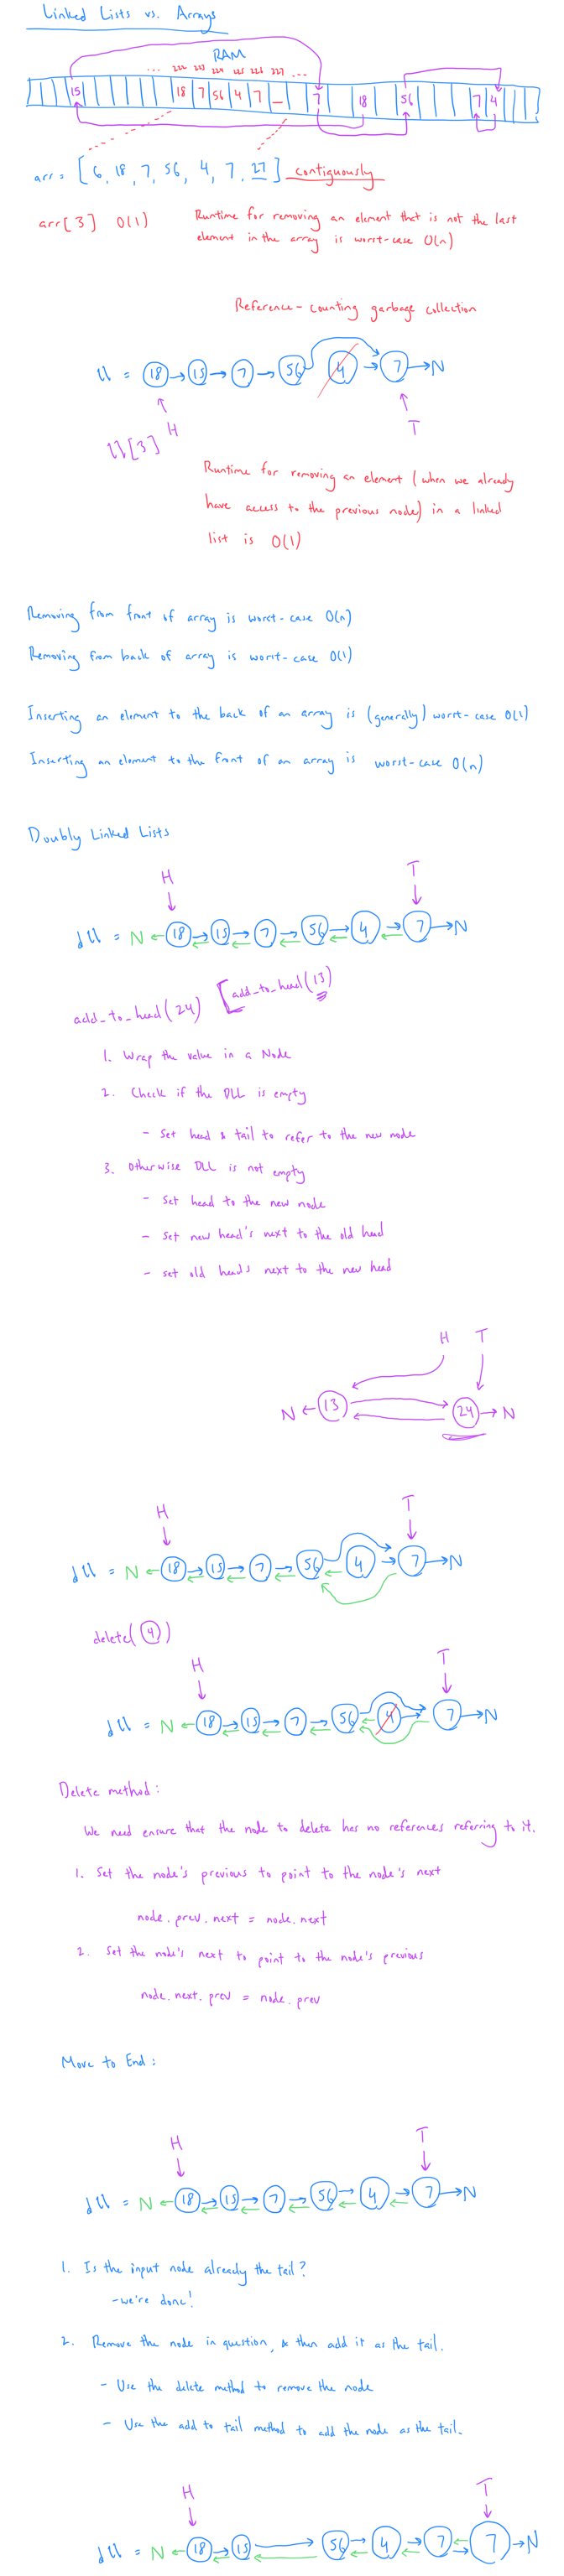 Linked Lists vs. Arrays
RAM
... 222 223 224 225 226 227 ...
15 18 7 56 4 7 _ 7 18 56 7 4
arr = [6, 18, 7, 56, 4, 7, 27] contiguously
arr[3] O(1)
Runtime for removing an element that is not the last
element in the array is worst-case O(n)
Reference-counting garbage collection
ll = 18 → 15 → 7 → 56 4 → 7 → N
H
T
ll[3]
Runtime for removing an element (when we already
have access to the previous node) in a linked
list is O(1)
Removing from front of array is worst-case O(n)
Removing from back of array is worst-case O(1)
Inserting an element to the back of an array is (generally) worst-case O(1)
Inserting an element to the front of an array is worst-case O(n)
Doubly Linked Lists
H
T
dll = N ← 18 15 7 56 4 7 → N
add_to_head(24) [add_to_head(13)
1. Wrap the value in a Node
2. Check if the DLL is empty
- Set head & tail to refer to the new node
3. Otherwise DLL is not empty
- Set head to the new node
- Set new head's next to the old head
- set old head's next to the new head
H T
N ← 13 24 → N
H
T
dll = N ← 18 15 7 56 4 7 → N
delete(4)
H
T
dll = N ← 18 15 7 56 4 7 → N
Delete method:
We need ensure that the node to delete has no references referring to it.
1. Set the node's previous to point to the node's next
node.prev.next = node.next
2. Set the node's next to point to the node's previous
node.next.prev = node.prev
Move to End:
H
T
dll = N ← 18 15 7 56 4 7 → N
1. Is the input node already the tail?
- we're done!
2. Remove the node in question, & then add it as the tail.
- Use the delete method to remove the node
- Use the add to tail method to add the node as the tail.
H
T
dll = N ← 18 15 56 4 7 7 → N